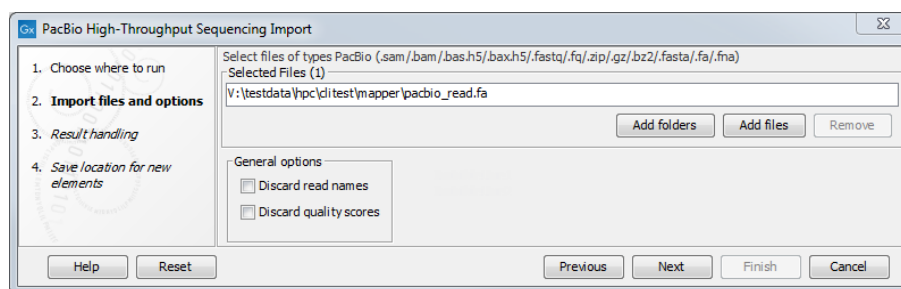 Gx PacBio High-Throughput Sequencing Import
1. Choose where to run
2. Import files and options
3. Result handling
4. Save location for new
elements
Select files of types PacBio (.sam/.bam/.bas.h5/.bax.h5/.fastq/.fq/.zip/.gz/.bz2/.fasta/.fa/.fna)
Selected Files (1)
V:\testdata\hpc\clitest\mapper\pacbio_read.fa
Add folders Add files Remove
General options
Discard read names
Discard quality scores
Help Reset Previous Next Finish Cancel